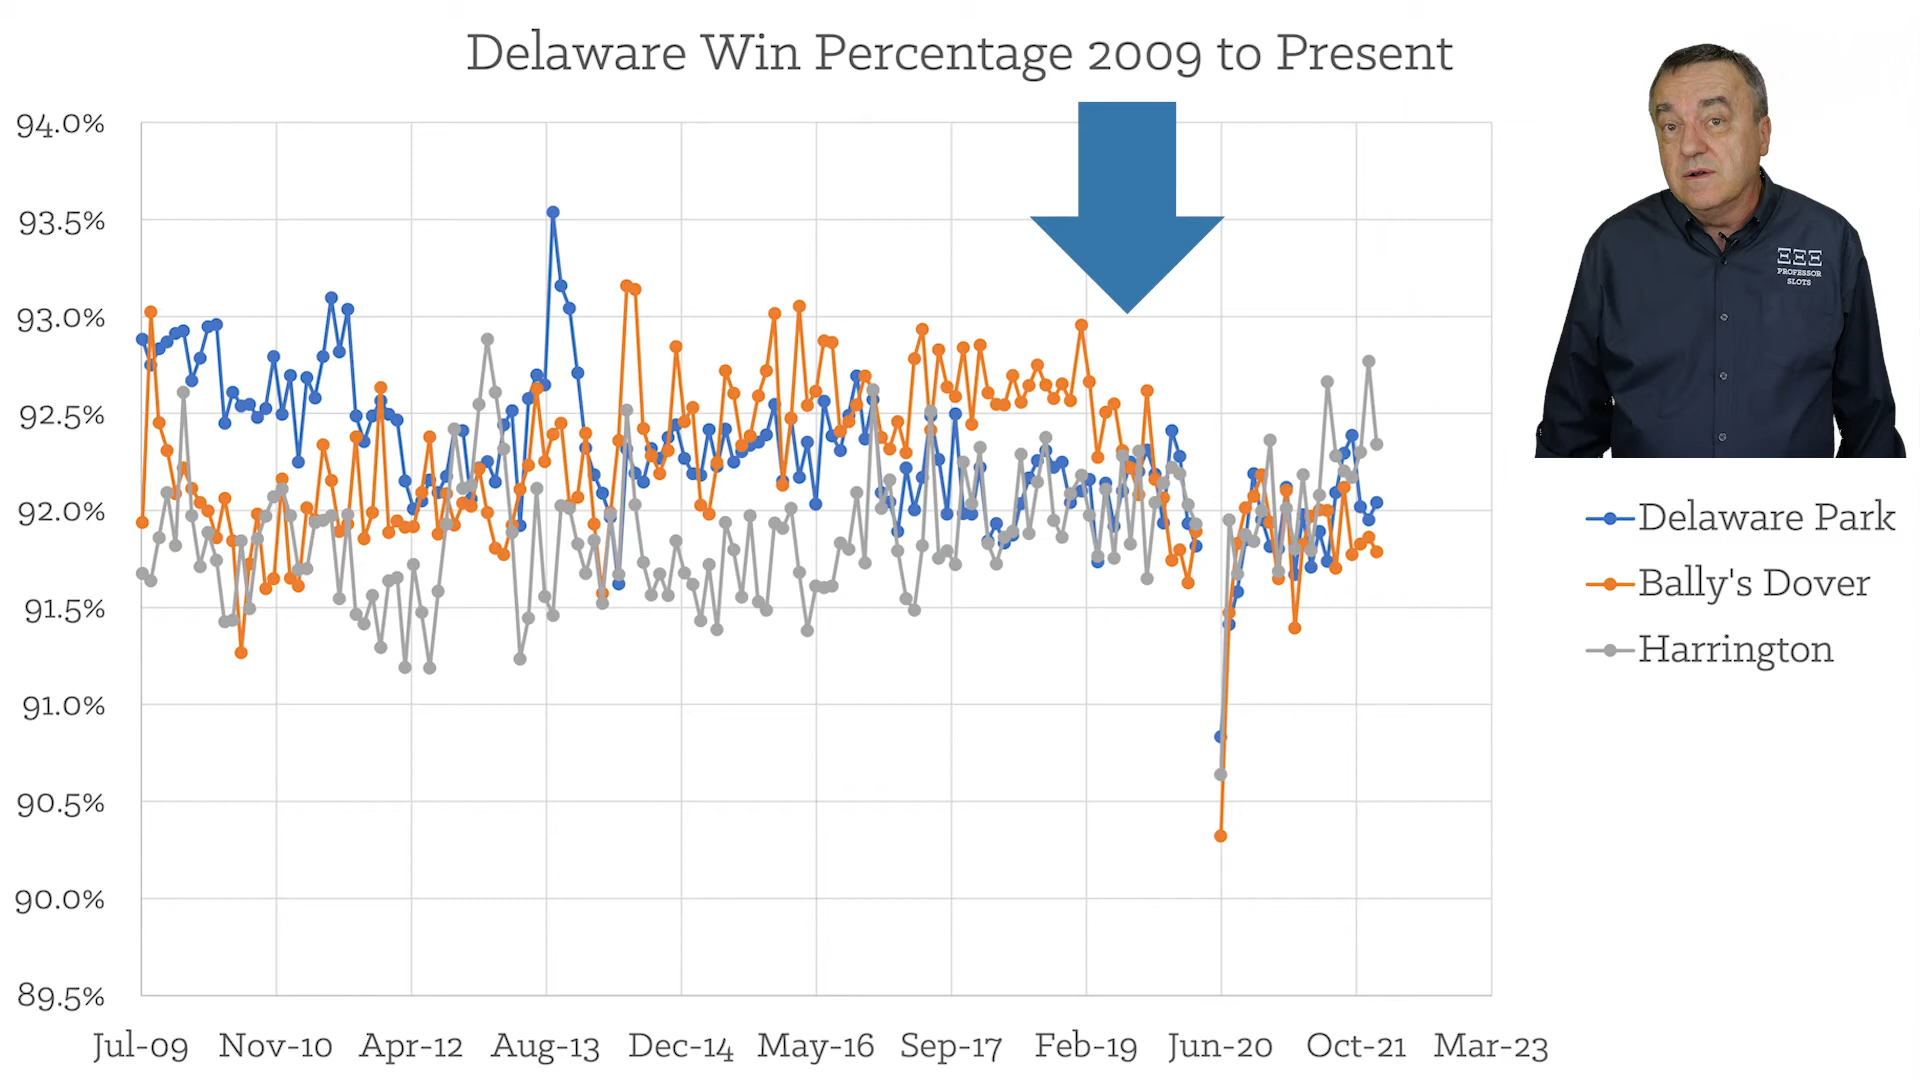 Delaware Win Percentage 2009 to Present
94.0%
93.5%
93.0%
92.5%
92.0%
91.5%
91.0%
90.5%
90.0%
89.5%
Jul-09 Nov-10 Apr-12 Aug-13 Dec-14 May-16 Sep-17 Feb-19 Jun-20 Oct-21 Mar-23
PROFESSOR
SLOTS
Delaware Park
Bally's Dover
Harrington